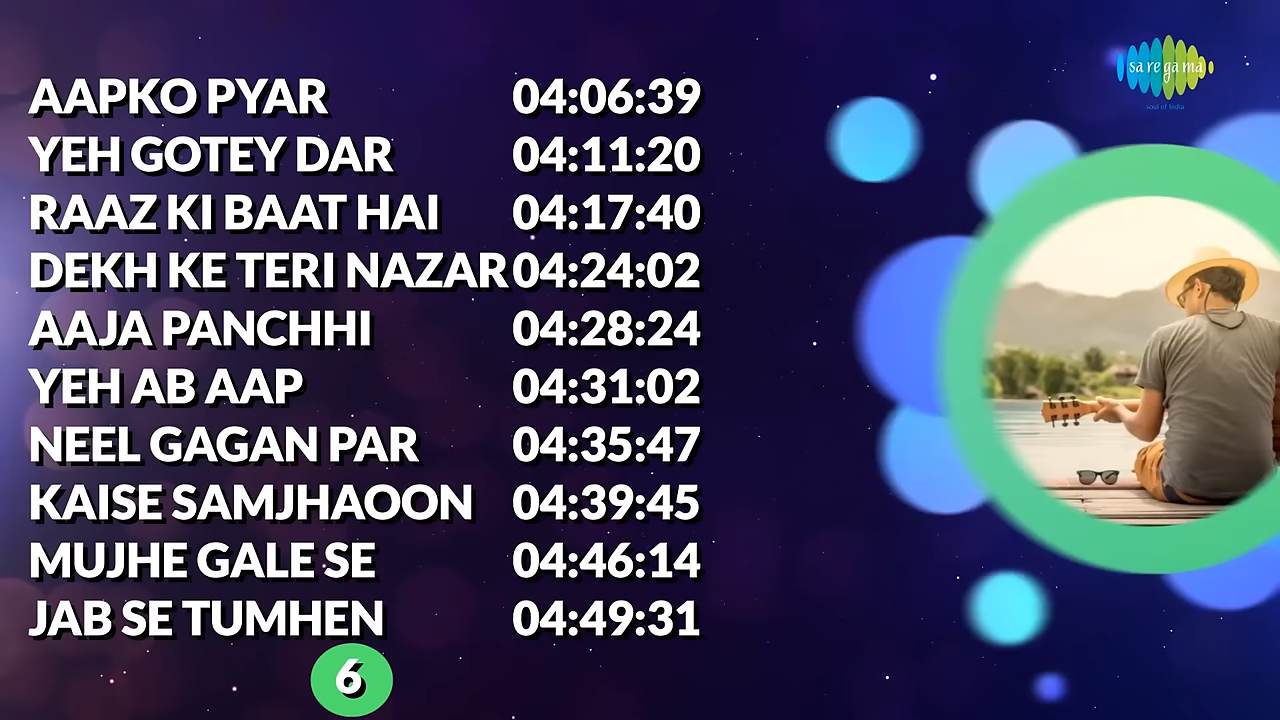 sa re ga ma
soul of India
AAPKO PYAR 04:06:39
YEH GOTEY DAR 04:11:20
RAAZ KI BAAT HAI 04:17:40
DEKH KE TERI NAZAR 04:24:02
AAJA PANCHHI 04:28:24
YEH AB AAP 04:31:02
NEEL GAGAN PAR 04:35:47
KAISE SAMJHAOON 04:39:45
MUJHE GALE SE 04:46:14
JAB SE TUMHEN 04:49:31
6